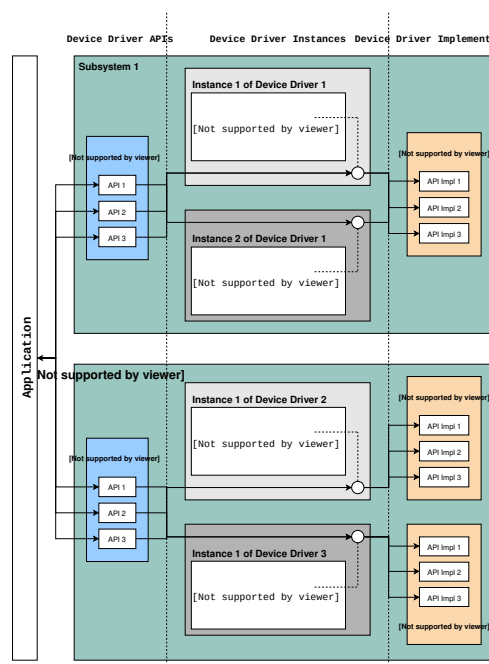 Device Driver APIs
Device Driver Instances
Device Driver Implement
Subsystem 1
Instance 1 of Device Driver 1
[Not supported by viewer]
[Not supported by viewer]
API 1
API 2
API 3
[Not supported by viewer]
API Impl 1
API Impl 2
API Impl 3
Instance 2 of Device Driver 1
[Not supported by viewer]
Application
Not supported by viewer]
Instance 1 of Device Driver 2
[Not supported by viewer]
[Not supported by viewer]
API Impl 1
API Impl 2
API Impl 3
[Not supported by viewer]
API 1
API 2
API 3
Instance 1 of Device Driver 3
[Not supported by viewer]
API Impl 1
API Impl 2
API Impl 3
[Not supported by viewer]